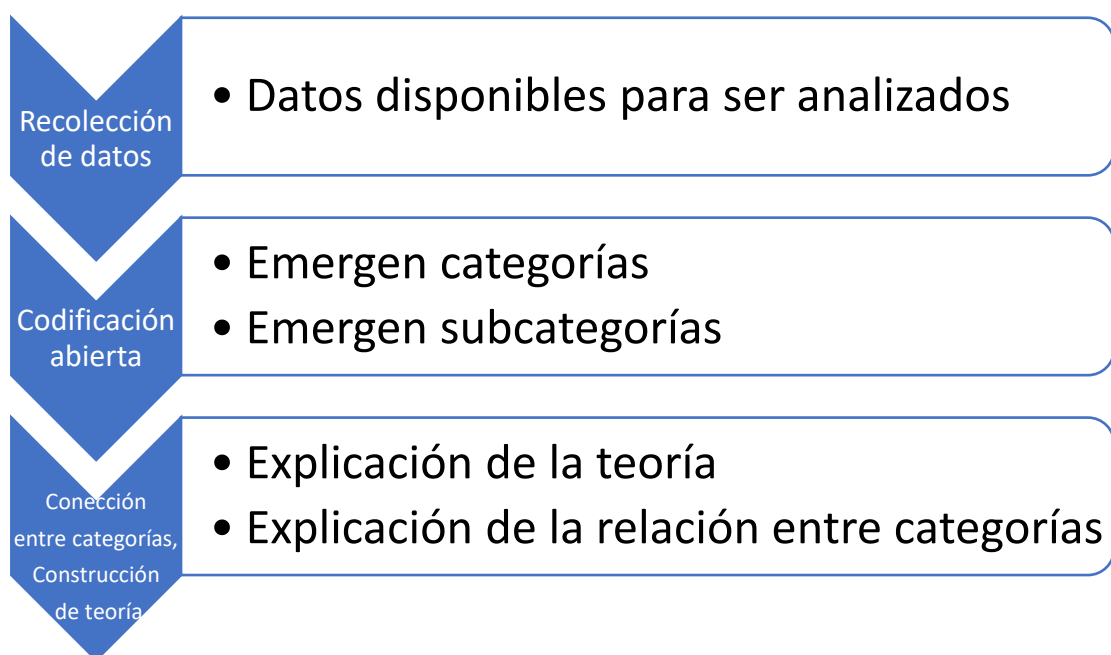 Recolección
de datos
• Datos disponibles para ser analizados
Codificación
abierta
• Emergen categorías
• Emergen subcategorías
Conección
entre categorías,
Construcción
de teoría
• Explicación de la teoría
• Explicación de la relación entre categorías